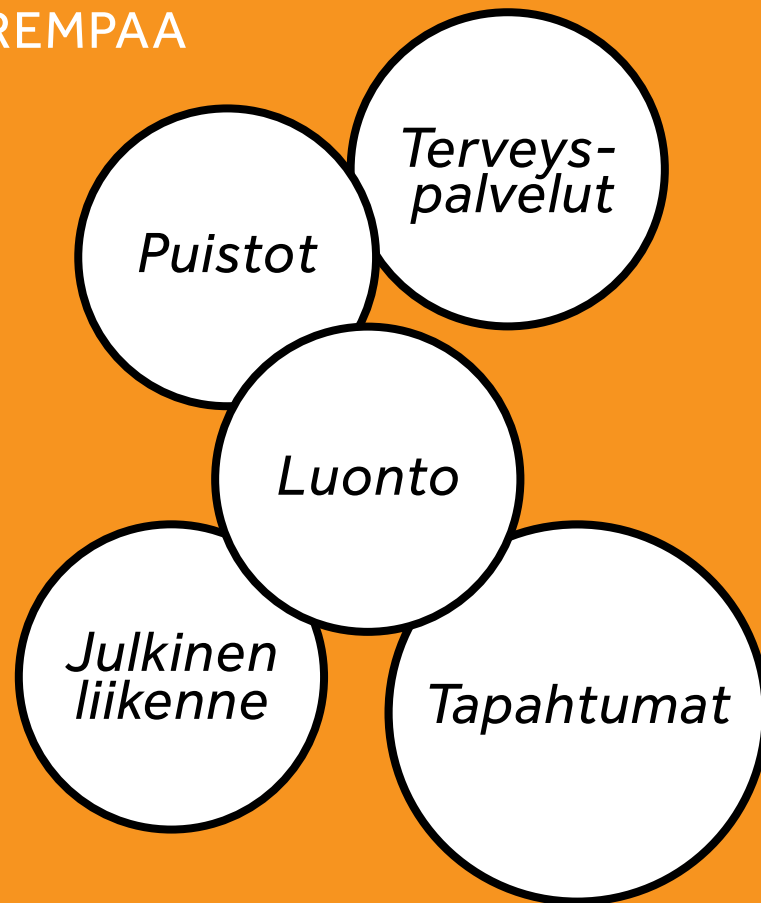 REMPAA
Terveys-
palvelut
Puistot
Luonto
Julkinen
liikenne
Tapahtumat